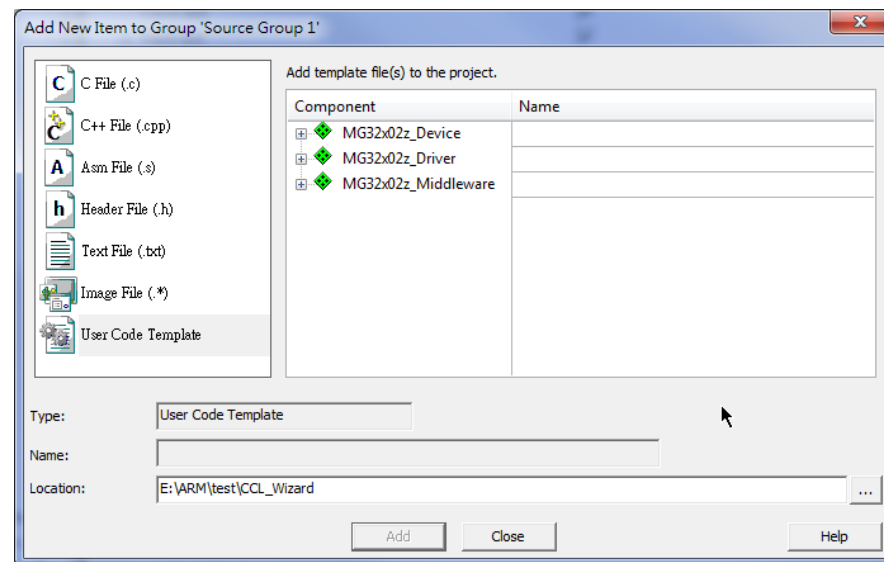 Add New Item to Group 'Source Group 1'
C File (.c)
C++ File (.cpp)
Asm File (.s)
Header File (.h)
Text File (.txt)
Image File (.*)
User Code Template
Add template file(s) to the project.
Component Name
MG32x02z_Device
MG32x02z_Driver
MG32x02z_Middleware
Type: User Code Template
Name:
Location: E:\ARM\test\CCL_Wizard ...
Add Close Help